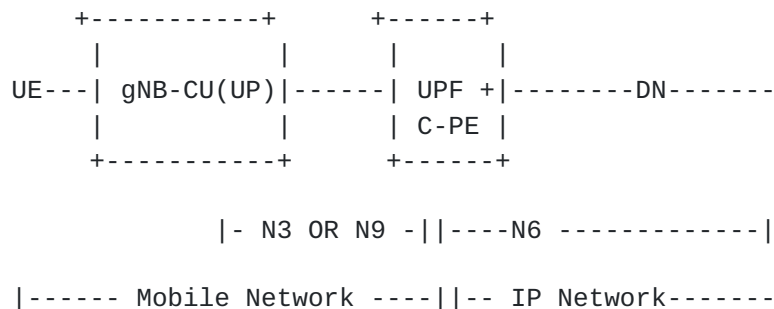 +-----------+      +------+
     |           |      |      |
UE---| gNB-CU(UP)|------| UPF +|--------DN-------
     |           |      | C-PE |
     +-----------+      +------+

             |- N3 OR N9 -||----N6 -------------|

|------ Mobile Network ----||-- IP Network-------